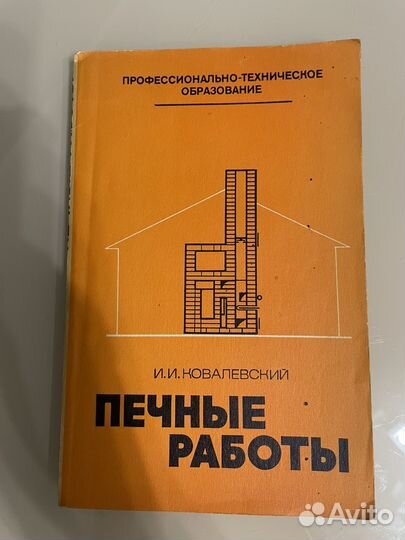 ПРОФЕССИОНАЛЬНО-ТЕХНИЧЕСКОЕ
ОБРАЗОВАНИЕ
И.И.КОВАЛЕВСКИЙ
ПЕЧНЫЕ
РАБОТЫ
Avito